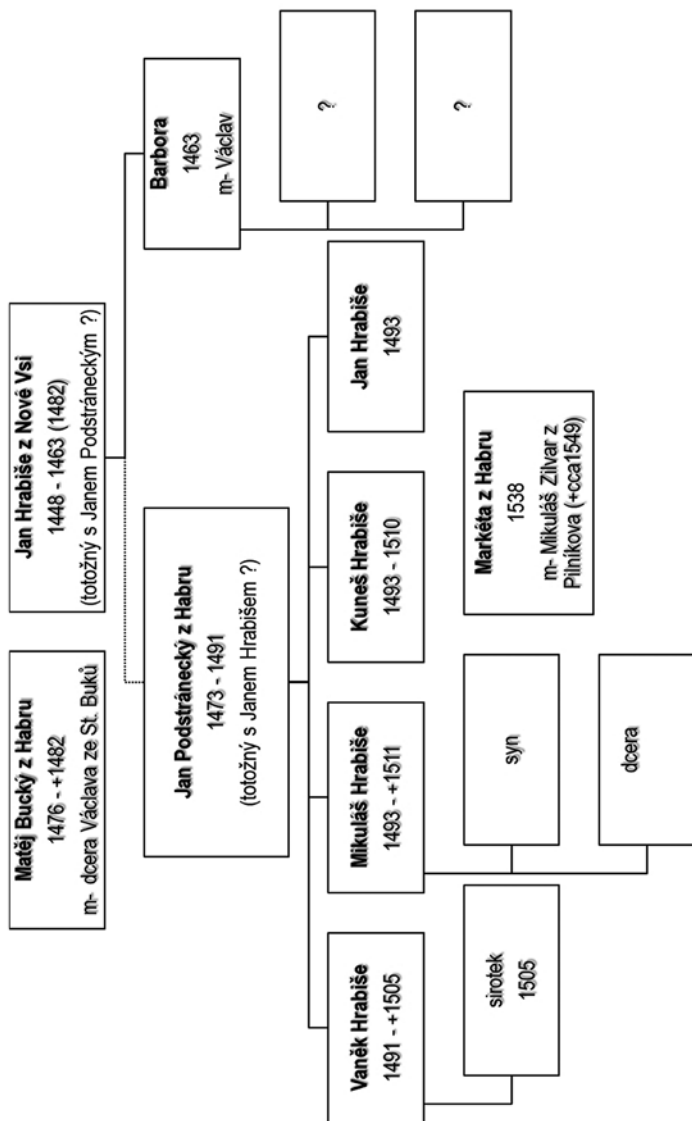 Matěj Bucký z Habru
1476 - +1482
m- dcera Václava ze St. Buků
Jan Hrabiše z Nové Vsi
1448 - 1463 (1482)
(totožný s Janem Podstráneckým ?)
Jan Podstránecký z Habru
1473 - 1491
(totožný s Janem Hrabišem ?)
Barbora
1463
m- Václav
Vaněk Hrabiše
1491 - +1505
Mikuláš Hrabiše
1493 - +1511
Kuneš Hrabiše
1493 - 1510
Jan Hrabiše
1493
?
?
sirotek
1505
syn
dcera
Markéta z Habru
1538
m- Mikuláš Zilvar z
Pilníkova (+cca1549)